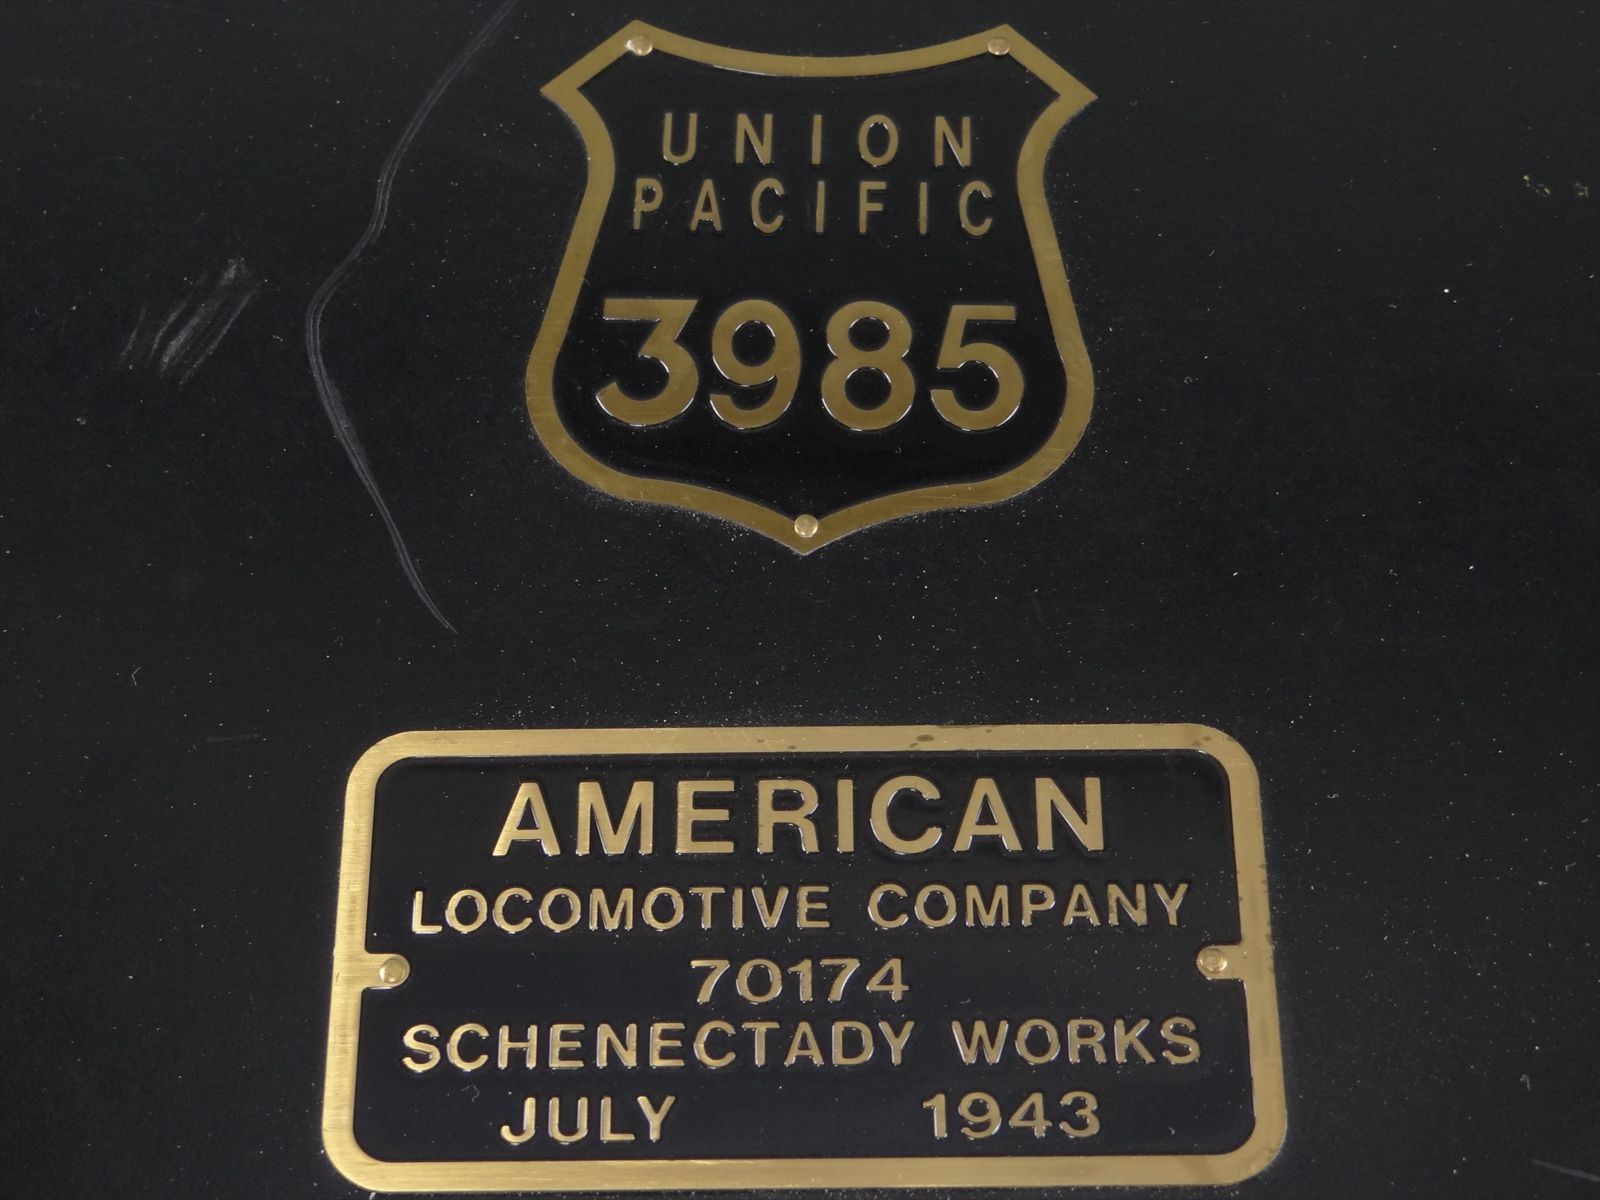 UNION
PACIFIC
3985
AMERICAN
LOCOMOTIVE COMPANY
70174
SCHENECTADY WORKS
JULY 1943